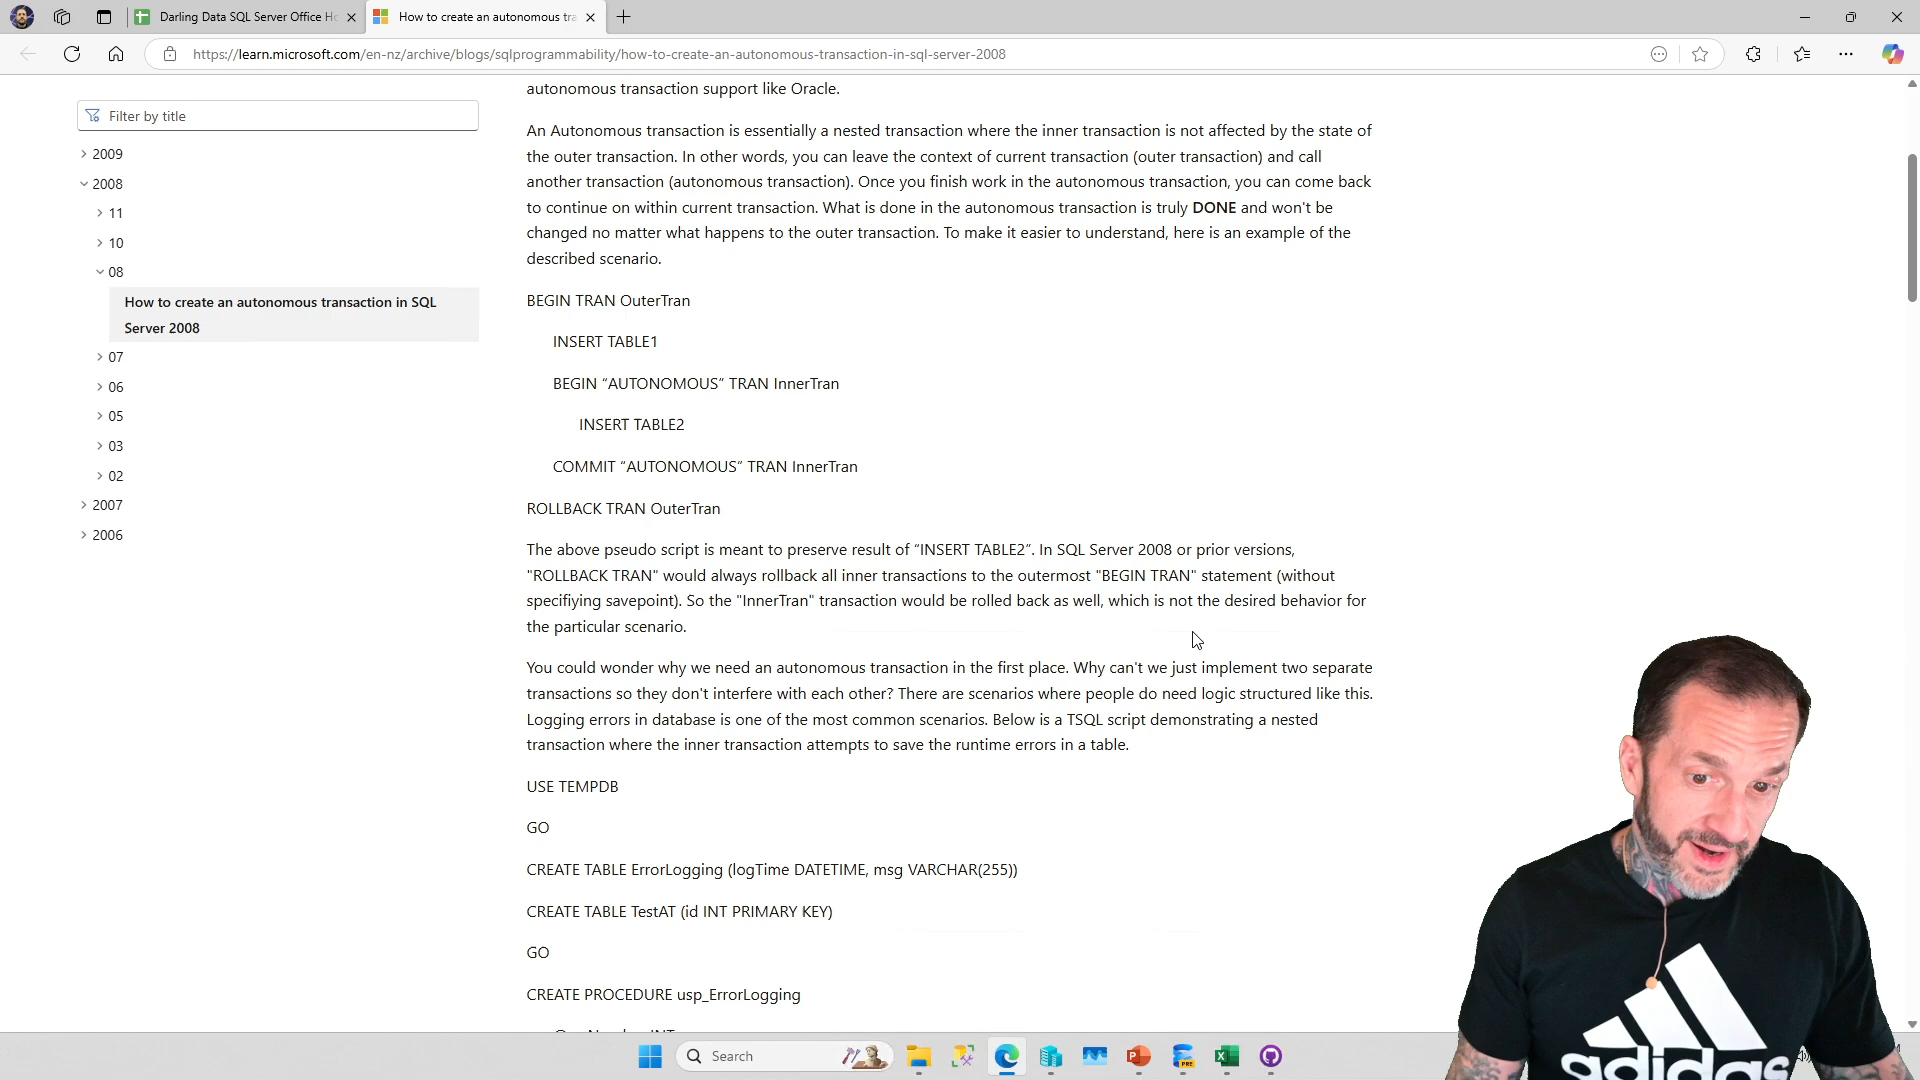 Darling Data SQL Server Office Ho
How to create an autonomous tra
https://learn.microsoft.com/en-nz/archive/blogs/sqlprogrammability/how-to-create-an-autonomous-transaction-in-sql-server-2008
Filter by title
2009
2008
11
10
08
How to create an autonomous transaction in SQL
Server 2008
07
06
05
03
02
2007
2006
autonomous transaction support like Oracle.
An Autonomous transaction is essentially a nested transaction where the inner transaction is not affected by the state of
the outer transaction. In other words, you can leave the context of current transaction (outer transaction) and call
another transaction (autonomous transaction). Once you finish work in the autonomous transaction, you can come back
to continue on within current transaction. What is done in the autonomous transaction is truly DONE and won't be
changed no matter what happens to the outer transaction. To make it easier to understand, here is an example of the
described scenario.
BEGIN TRAN OuterTran
INSERT TABLE1
BEGIN “AUTONOMOUS” TRAN InnerTran
INSERT TABLE2
COMMIT “AUTONOMOUS” TRAN InnerTran
ROLLBACK TRAN OuterTran
The above pseudo script is meant to preserve result of “INSERT TABLE2”. In SQL Server 2008 or prior versions,
"ROLLBACK TRAN" would always rollback all inner transactions to the outermost "BEGIN TRAN" statement (without
specifiying savepoint). So the "InnerTran" transaction would be rolled back as well, which is not the desired behavior for
the particular scenario.
You could wonder why we need an autonomous transaction in the first place. Why can't we just implement two separate
transactions so they don't interfere with each other? There are scenarios where people do need logic structured like this.
Logging errors in database is one of the most common scenarios. Below is a TSQL script demonstrating a nested
transaction where the inner transaction attempts to save the runtime errors in a table.
USE TEMPDB
GO
CREATE TABLE ErrorLogging (logTime DATETIME, msg VARCHAR(255))
CREATE TABLE TestAT (id INT PRIMARY KEY)
GO
CREATE PROCEDURE usp_ErrorLogging
Search
PRE
adidas